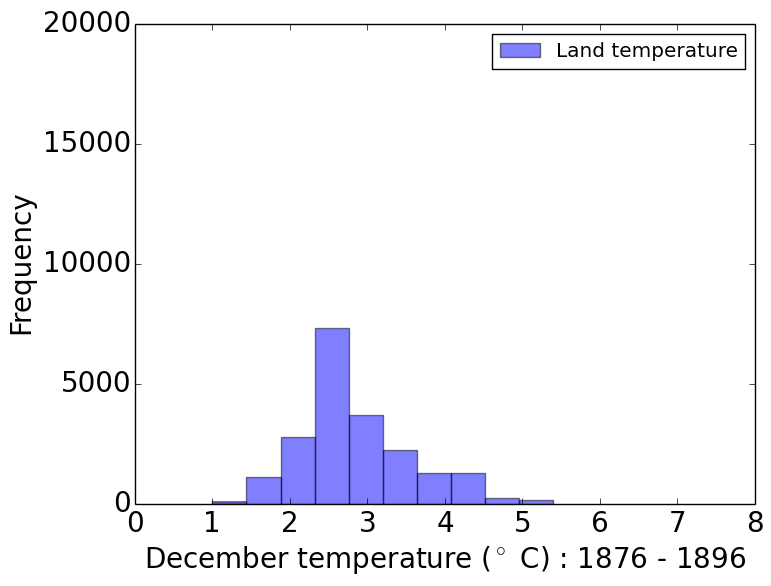 20000
15000
10000
5000
0
Frequency
Land temperature
0 1 2 3 4 5 6 7 8
December temperature (° C) : 1876 - 1896